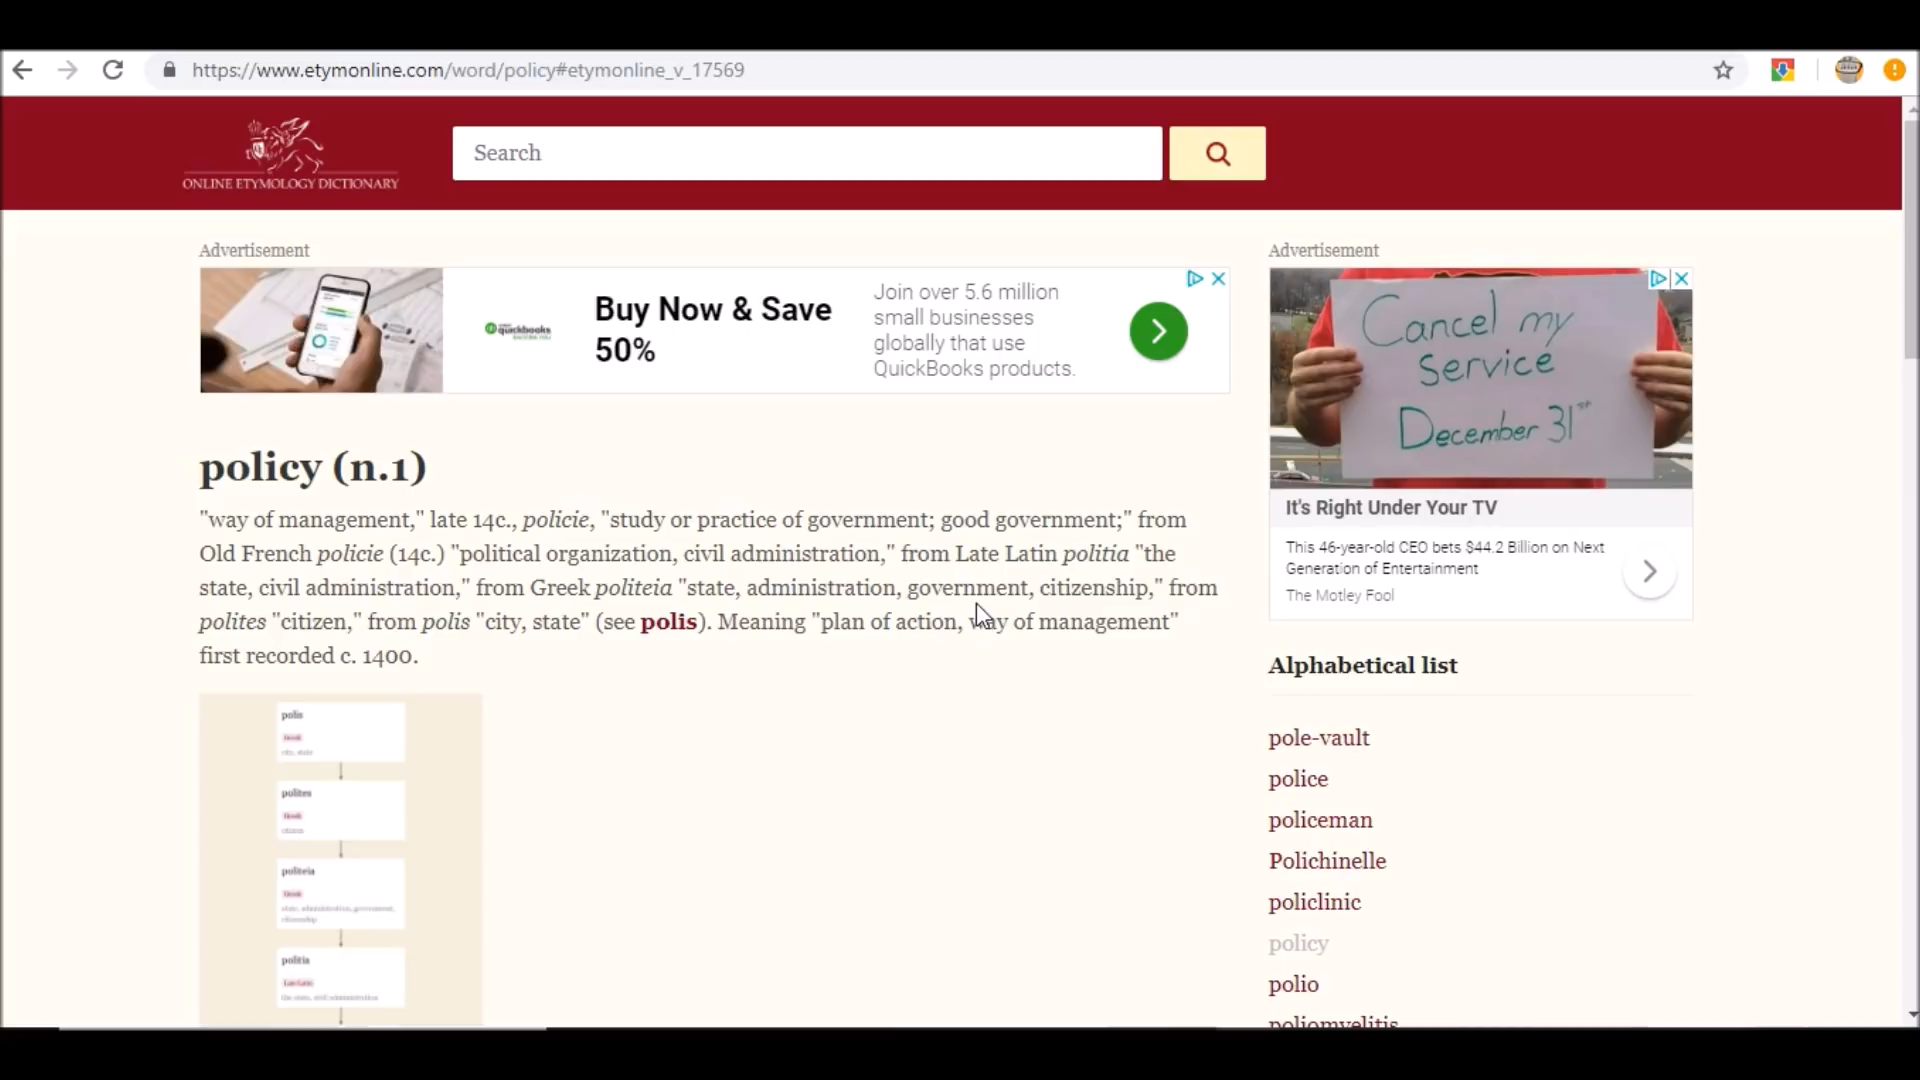 https://www.etymonline.com/word/policy#etymonline_v_17569
ONLINE ETYMOLOGY DICTIONARY
Search
Advertisement
Buy Now & Save
50%
quickbooks
Join over 5.6 million
small businesses
globally that use
QuickBooks products.
policy (n.1)
"way of management," late 14c., policie, "study or practice of government; good government;" from
Old French policie (14c.) "political organization, civil administration," from Late Latin politia "the
state, civil administration," from Greek politeia "state, administration, government, citizenship," from
polites "citizen," from polis "city, state" (see polis). Meaning "plan of action, way of management"
first recorded c. 1400.
polis
Greek
city, state
polites
Greek
citizen
politeia
Greek
state, administration, government,
citizenship
politia
Late Latin
the state, civil administration
Advertisement
Cancel my
Service
December 31st
It's Right Under Your TV
This 46-year-old CEO bets $44.2 Billion on Next
Generation of Entertainment
The Motley Fool
Alphabetical list
pole-vault
police
policeman
Polichinelle
policlinic
policy
polio
poliomyelitis